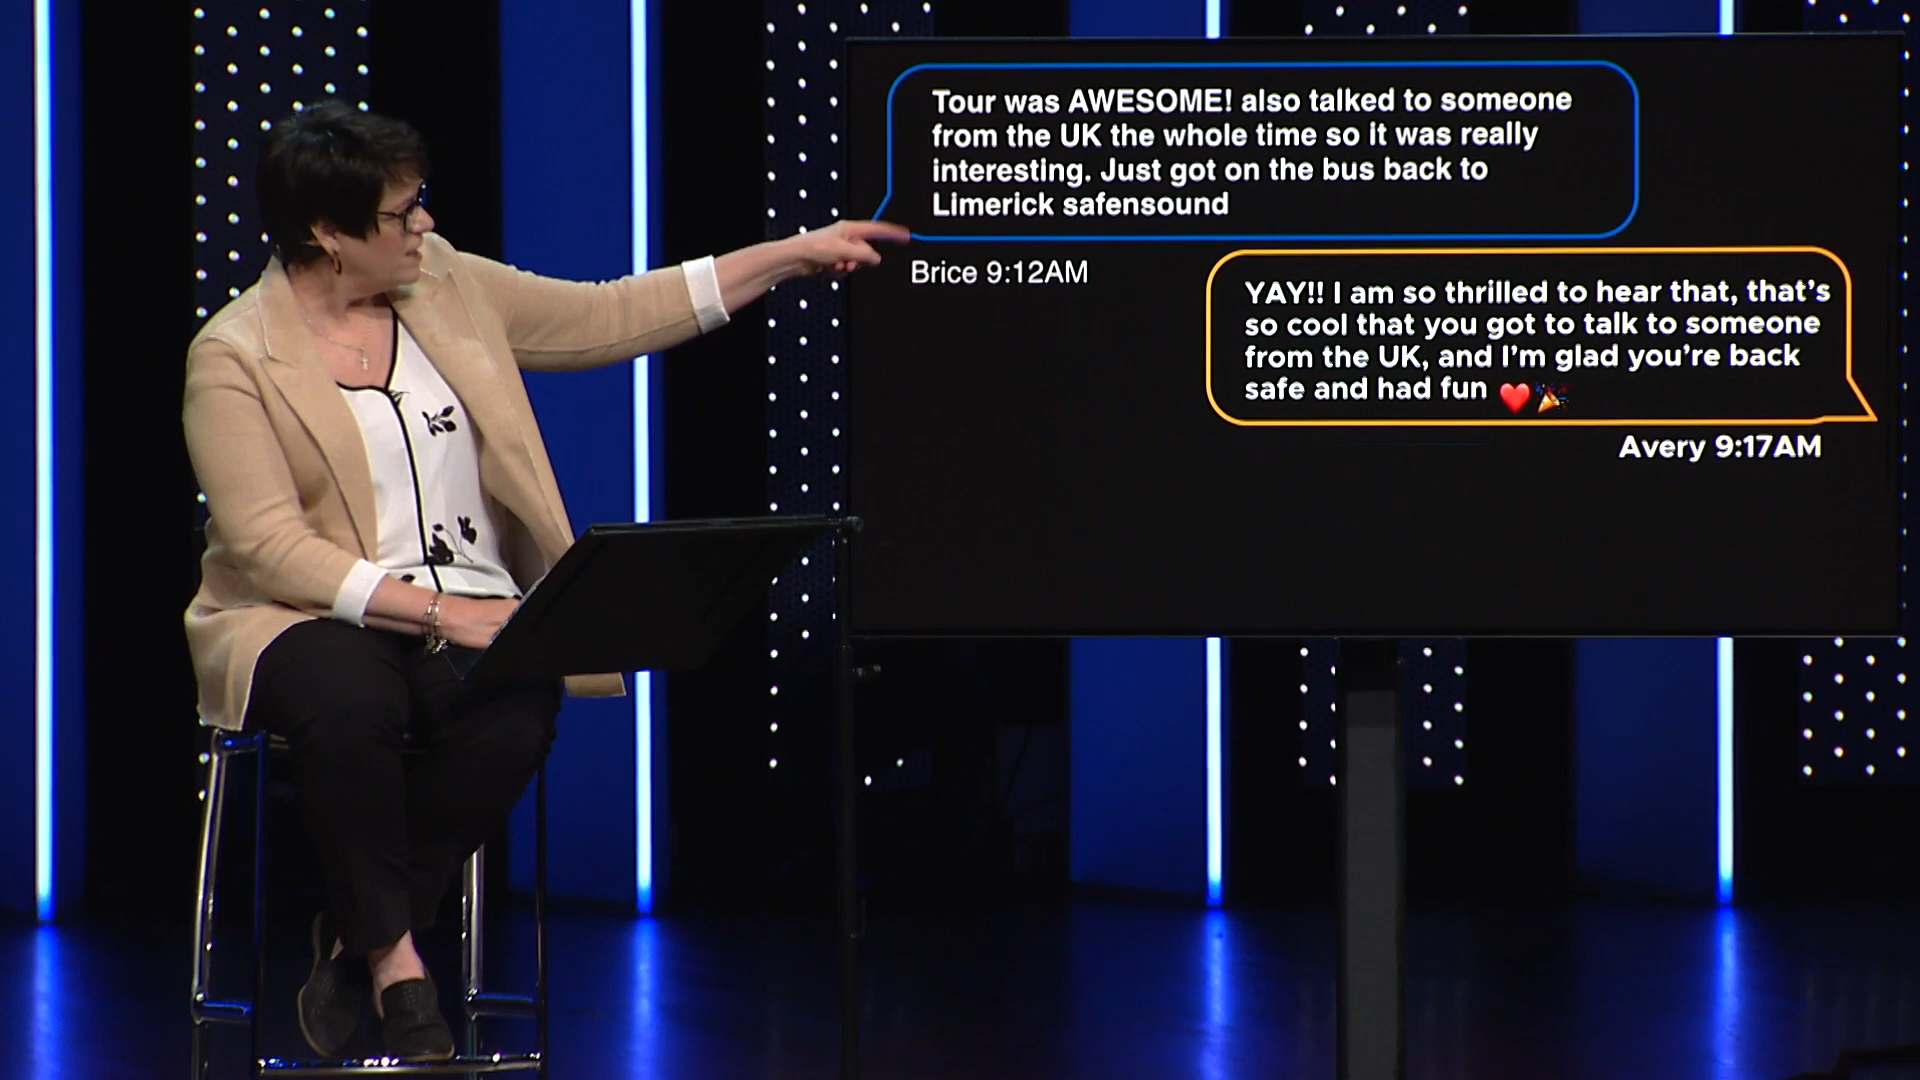 Tour was AWESOME! also talked to someone
from the UK the whole time so it was really
interesting. Just got on the bus back to
Limerick safensound
Brice 9:12AM
YAY!! I am so thrilled to hear that, that's
so cool that you got to talk to someone
from the UK, and I'm glad you're back
safe and had fun ❤️🎉
Avery 9:17AM